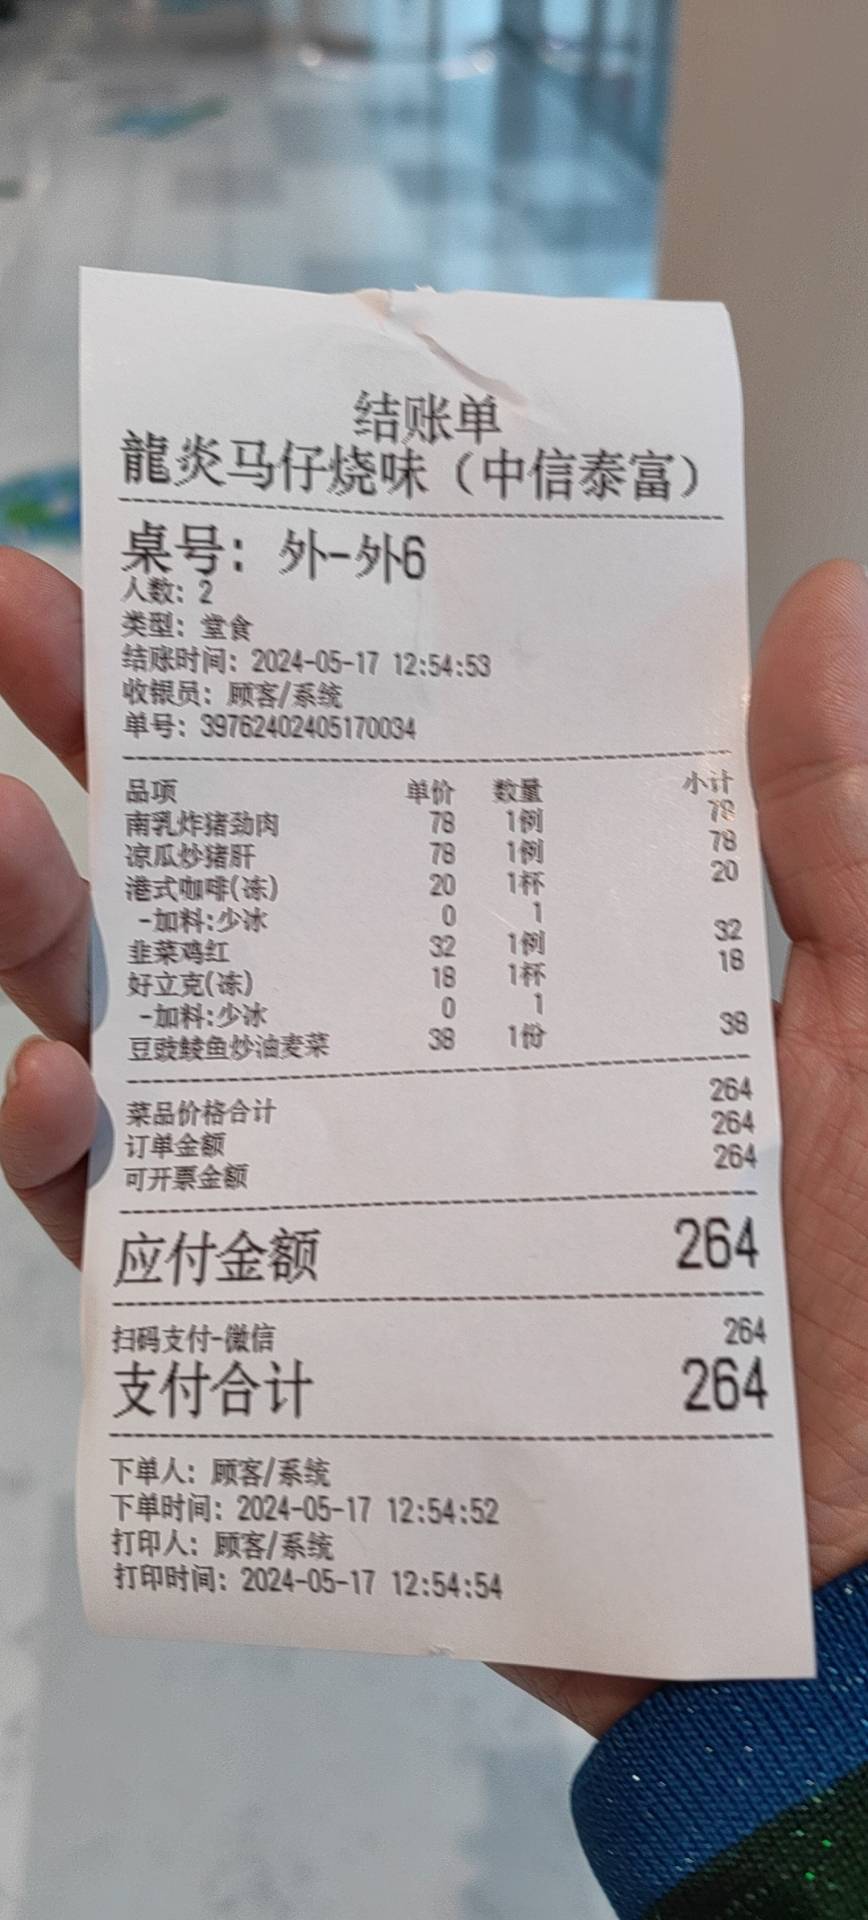 结账单
龍炎马仔烧味（中信泰富）
桌号: 外-外6
人数: 2
类型: 堂食
结账时间: 2024-05-17 12:54:53
收银员: 顾客/系统
单号: 39762402405170034
品项 单价 数量 小计
南乳炸猪劲肉 78 1例 78
凉瓜炒猪肝 78 1例 78
港式咖啡(冻) 20 1杯 20
-加料:少冰 0 1
韭菜鸡红 32 1例 32
好立克(冻) 18 1杯 18
-加料:少冰 0 1
豆豉鲮鱼炒油麦菜 38 1份 38
菜品价格合计 264
订单金额 264
可开票金额 264
应付金额 264
扫码支付-微信 264
支付合计 264
下单人: 顾客/系统
下单时间: 2024-05-17 12:54:52
打印人: 顾客/系统
打印时间: 2024-05-17 12:54:54